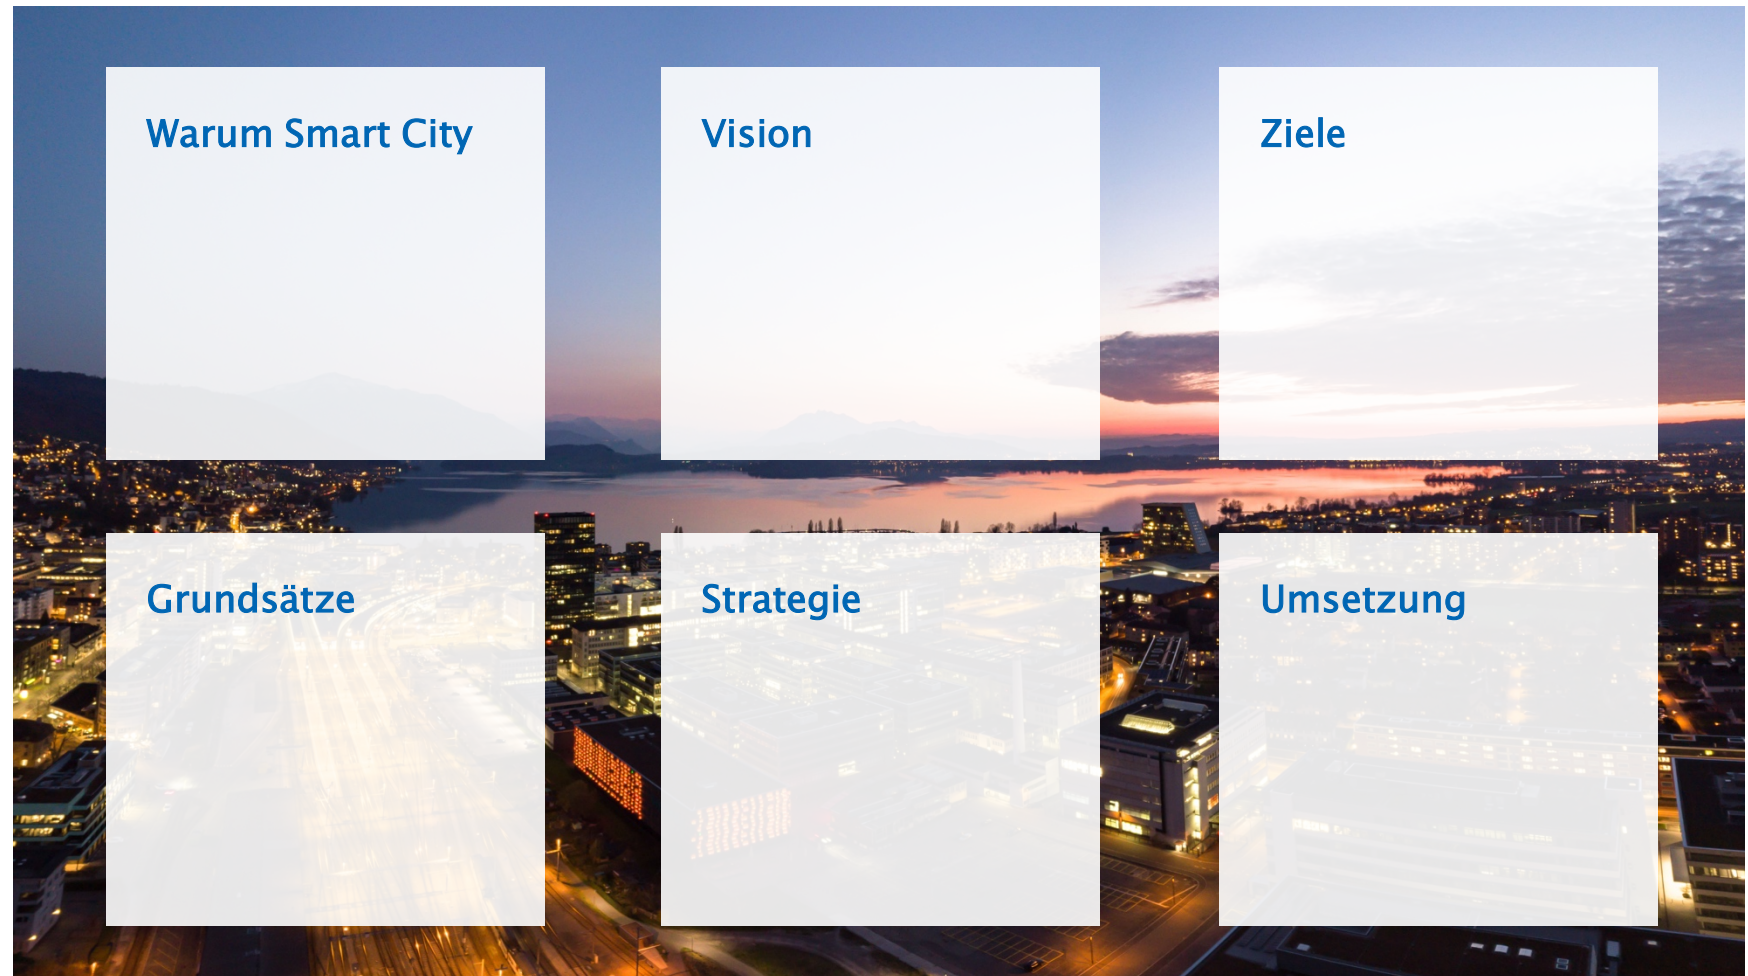 Warum Smart City
Vision
Ziele
Grundsätze
Strategie
Umsetzung